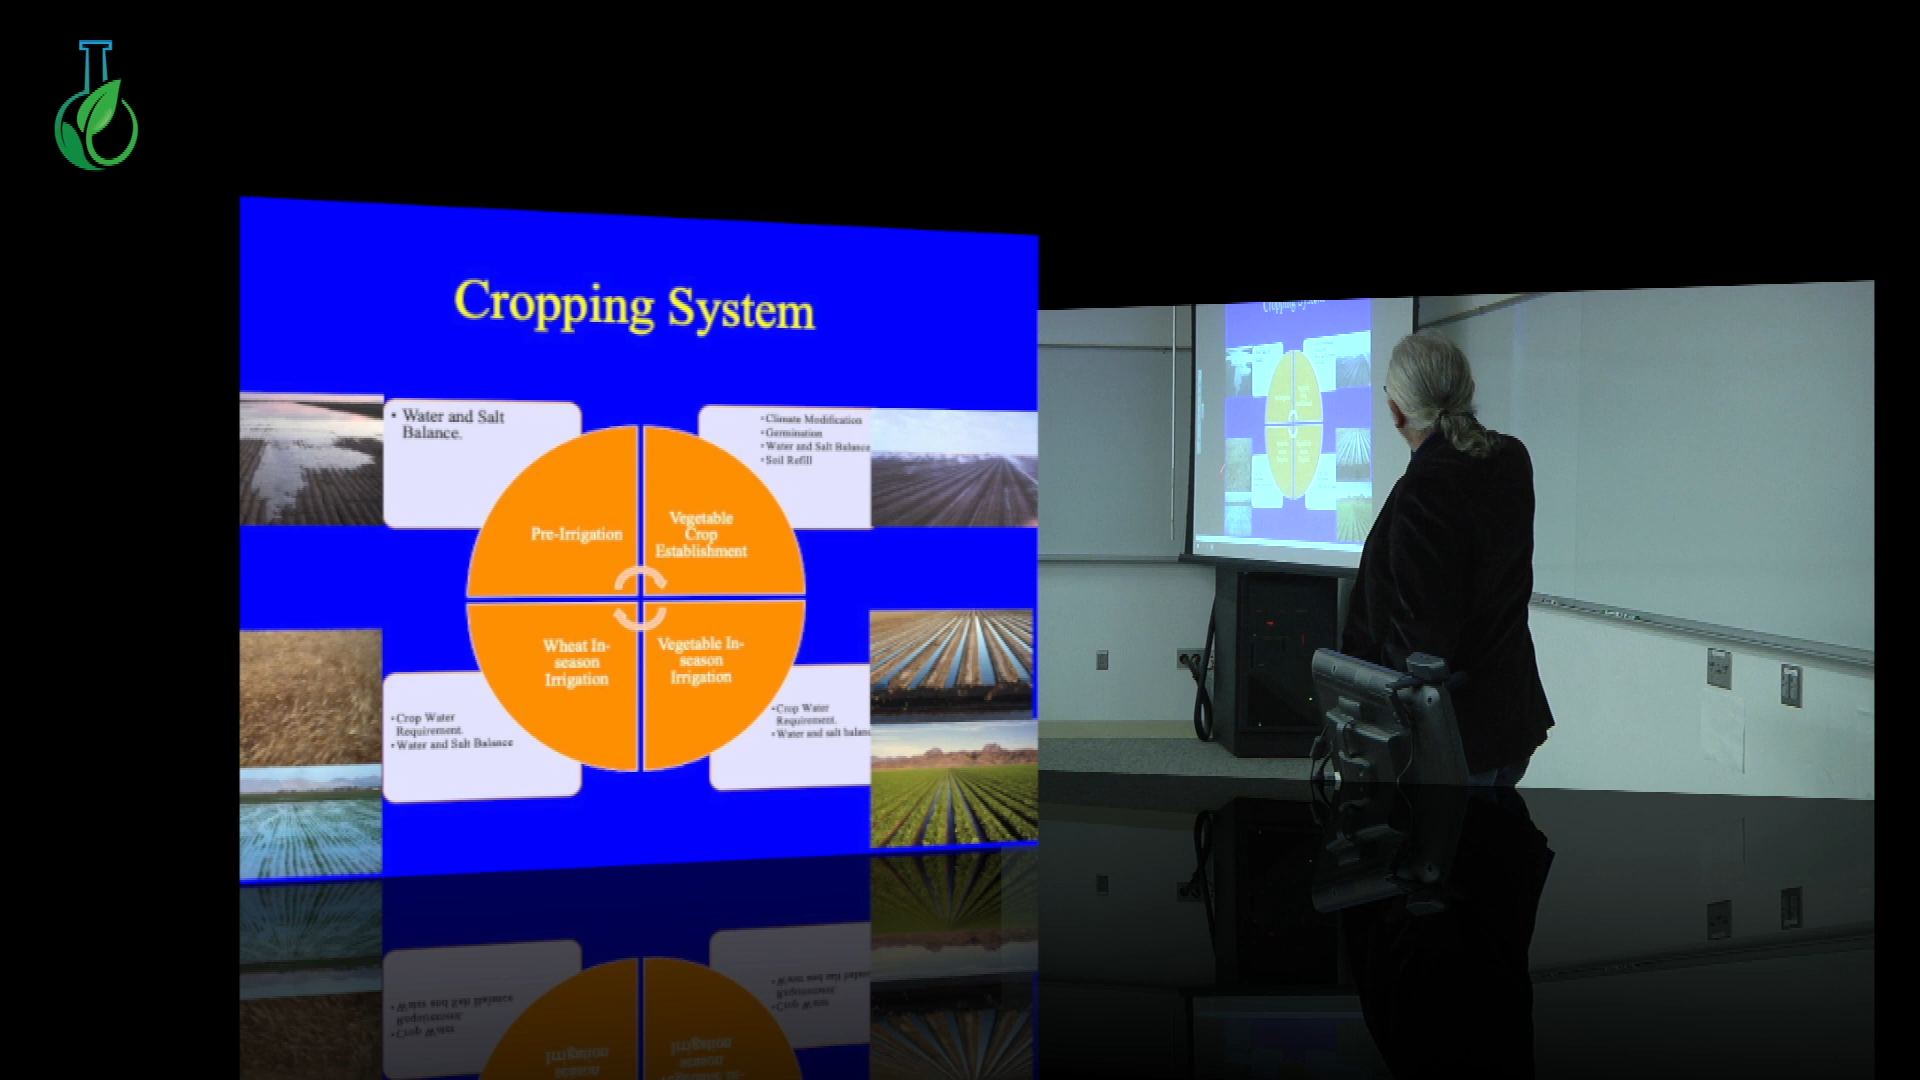 Cropping System
• Water and Salt
Balance.
• Climate Modification
• Germination
• Water and Salt Balance
• Soil Refill
Pre-Irrigation
Vegetable
Crop
Establishment
Wheat In-
season
Irrigation
Vegetable In-
season
Irrigation
• Crop Water
Requirement.
• Water and Salt Balance
• Crop Water
Requirement.
• Water and salt